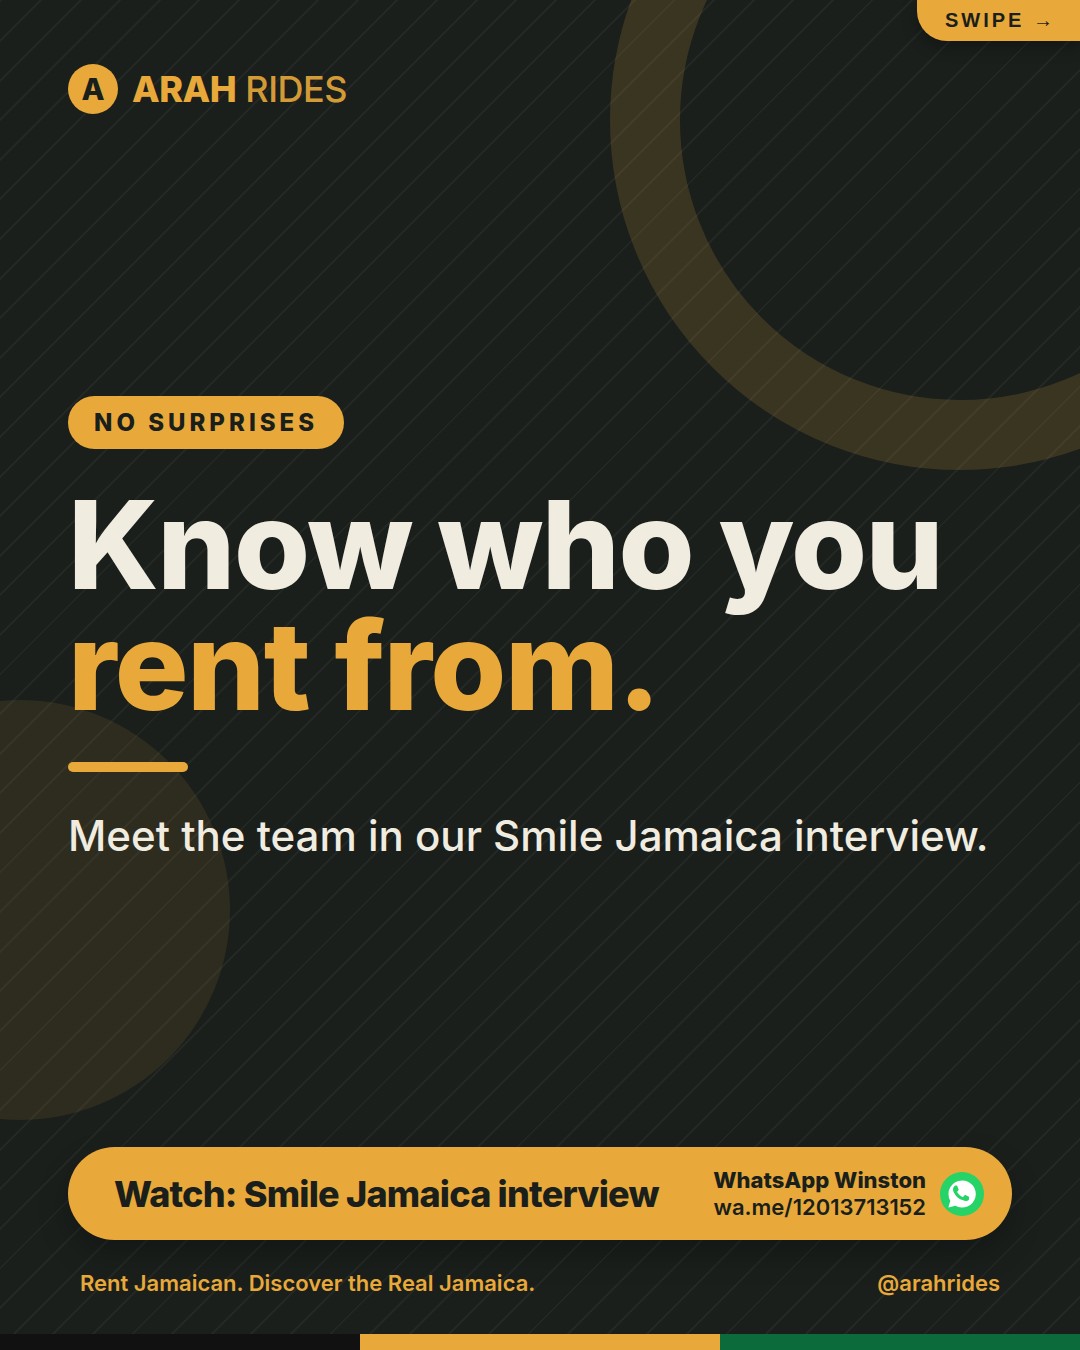 SWIPE →
A ARAH RIDES
NO SURPRISES
Know who you
rent from.
Meet the team in our Smile Jamaica interview.
Watch: Smile Jamaica interview
WhatsApp Winston
wa.me/12013713152
Rent Jamaican. Discover the Real Jamaica.
@arahrides